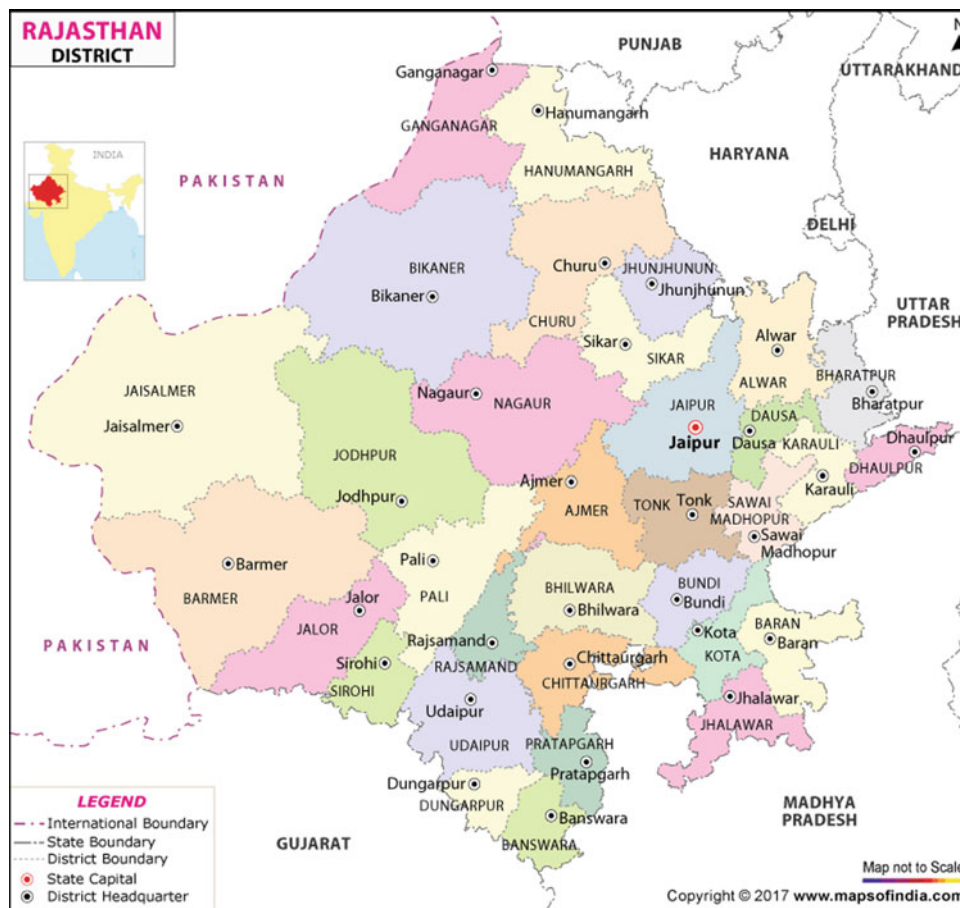 RAJASTHAN
DISTRICT
N
PUNJAB
UTTARAKHAND
Ganganagar
Hanumangarh
GANGANAGAR
HARYANA
INDIA
HANUMANGARH
PAKISTAN
DELHI
BIKANER
Churu
JHUNJHUNUN
Jhunjhunun
Bikaner
UTTAR
PRADESH
CHURU
Sikar
SIKAR
Alwar
ALWAR
BHARATPUR
Bharatpur
JAISALMER
Jaisalmer
Nagaur
NAGAUR
JAIPUR
Jaipur
DAUSA
Dausa
KARAULI
Karauli
Dhaulpur
DHAULPUR
JODHPUR
Jodhpur
Ajmer
AJMER
TONK
Tonk
SAWAI
MADHOPUR
Sawai
Madhopur
Barmer
BARMER
Pali
PALI
BHILWARA
Bhilwara
BUNDI
Bundi
Jalor
JALOR
Rajsamand
RAJSAMAND
Kota
KOTA
BARAN
Baran
PAKISTAN
Sirohi
SIROHI
Chittaurgarh
CHITTAURGARH
Jhalawar
JHALAWAR
Udaipur
UDAIPUR
PRATAPGARH
Pratapgarh
Dungarpur
DUNGARPUR
Banswara
BANSWARA
MADHYA
PRADESH
GUJARAT
LEGEND
International Boundary
State Boundary
District Boundary
State Capital
District Headquarter
Map not to Scale
Copyright © 2017 www.mapsofindia.com